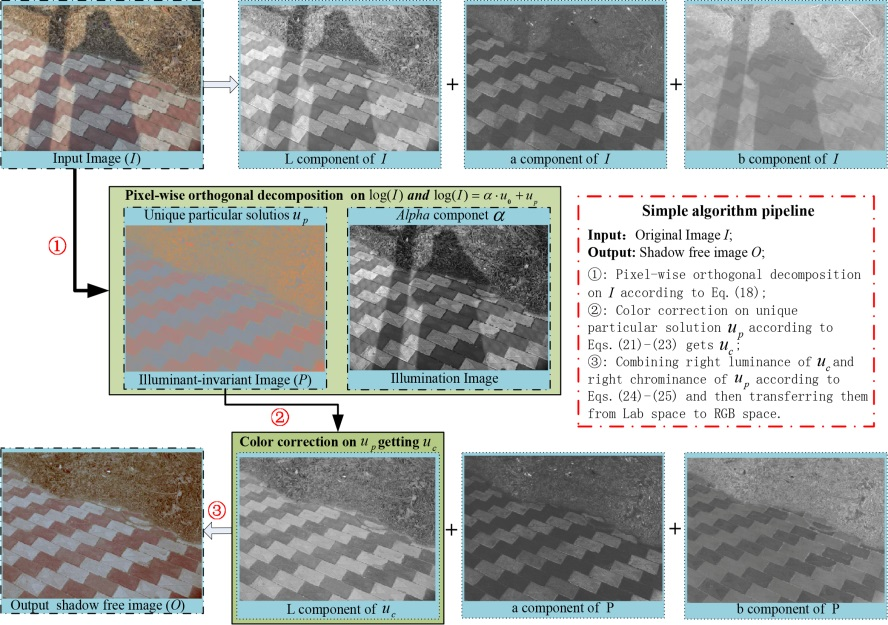 Input Image (I)
L component of I
+
a component of I
+
b component of I
①
Pixel-wise orthogonal decomposition on log(I) and log(I) = α · u₀ + uₚ
Unique particular solutios uₚ
Alpha componet α
Illuminant-invariant Image (P)
Illumination Image
Simple algorithm pipeline
Input: Original Image I;
Output: Shadow free image O;
①: Pixel-wise orthogonal decomposition
on I according to Eq.(18);
②: Color correction on unique
particular solution uₚ according to
Eqs.(21)-(23) gets u꜀;
③: Combining right luminance of u꜀ and
right chrominance of uₚ according to
Eqs.(24)-(25) and then transferring them
from Lab space to RGB space.
②
Color correction on uₚ getting u꜀
③
Output shadow free image (O)
L component of u꜀
+
a component of P
+
b component of P